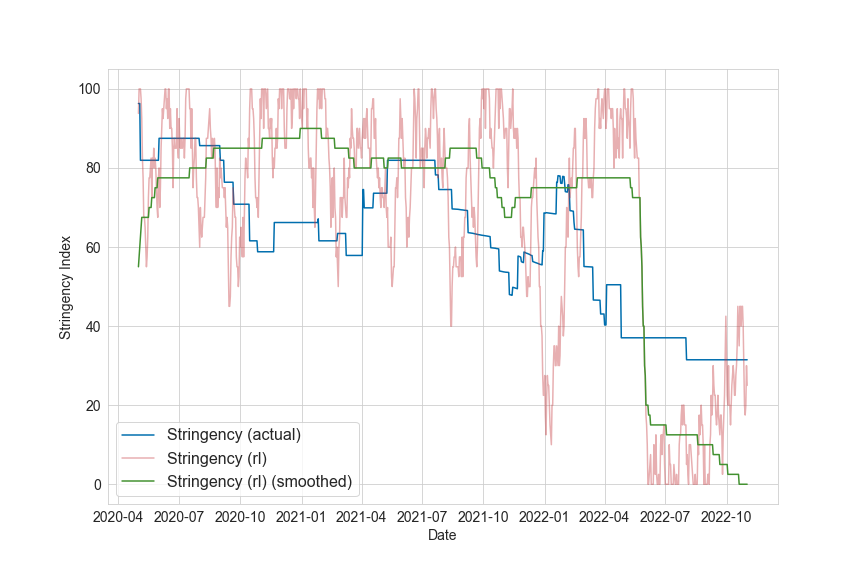 100
80
60
40
20
0
Stringency Index
Stringency (actual)
Stringency (rl)
Stringency (rl) (smoothed)
2020-04 2020-07 2020-10 2021-01 2021-04 2021-07 2021-10 2022-01 2022-04 2022-07 2022-10
Date